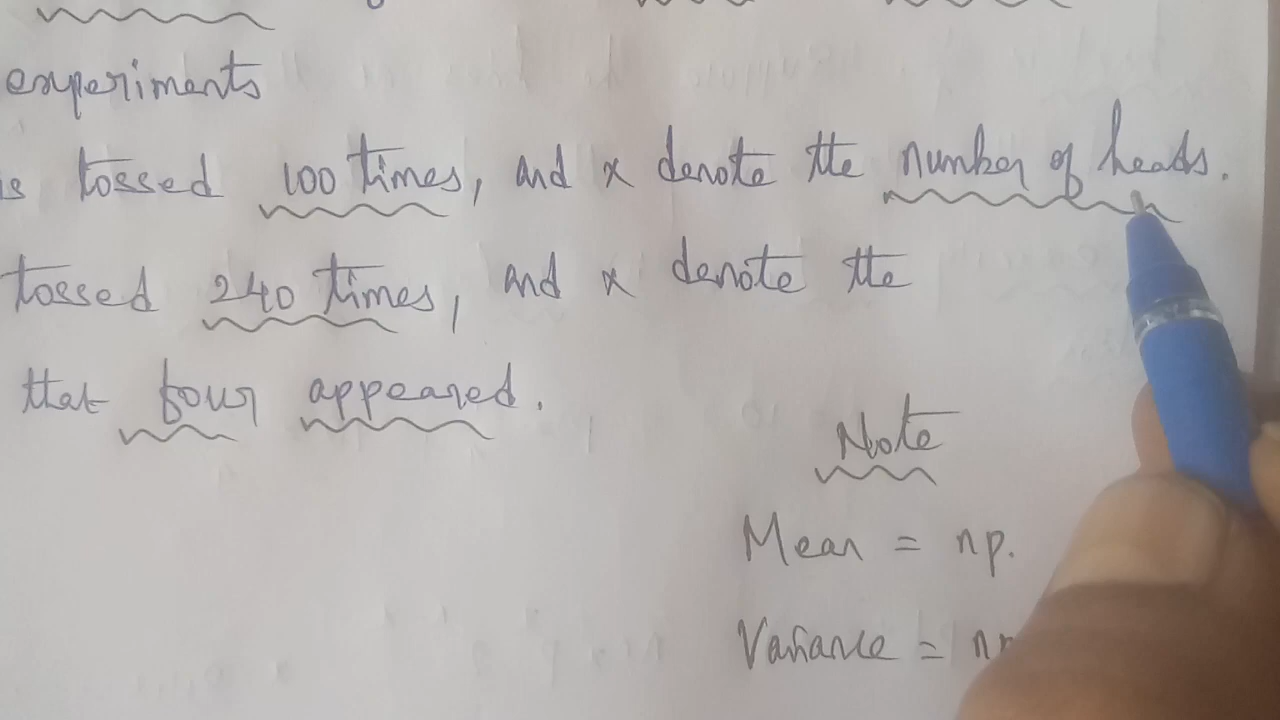 experiments
is tossed 100 times, and x denote the number of heads.
tossed 240 times, and x denote the
that four appeared.
Note
Mean = np.
Variance = np